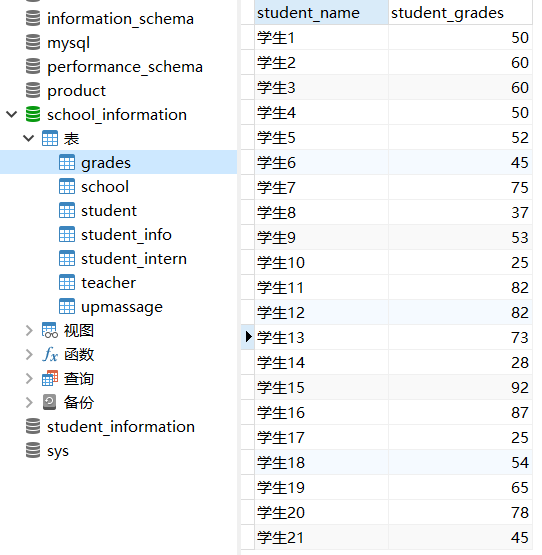 information_schema
mysql
performance_schema
product
school_information
表
grades
school
student
student_info
student_intern
teacher
upmassage
视图
fx 函数
查询
备份
student_information
sys
student_name student_grades
学生1 50
学生2 60
学生3 60
学生4 50
学生5 52
学生6 45
学生7 75
学生8 37
学生9 53
学生10 25
学生11 82
学生12 82
学生13 73
学生14 28
学生15 92
学生16 87
学生17 25
学生18 54
学生19 65
学生20 78
学生21 45